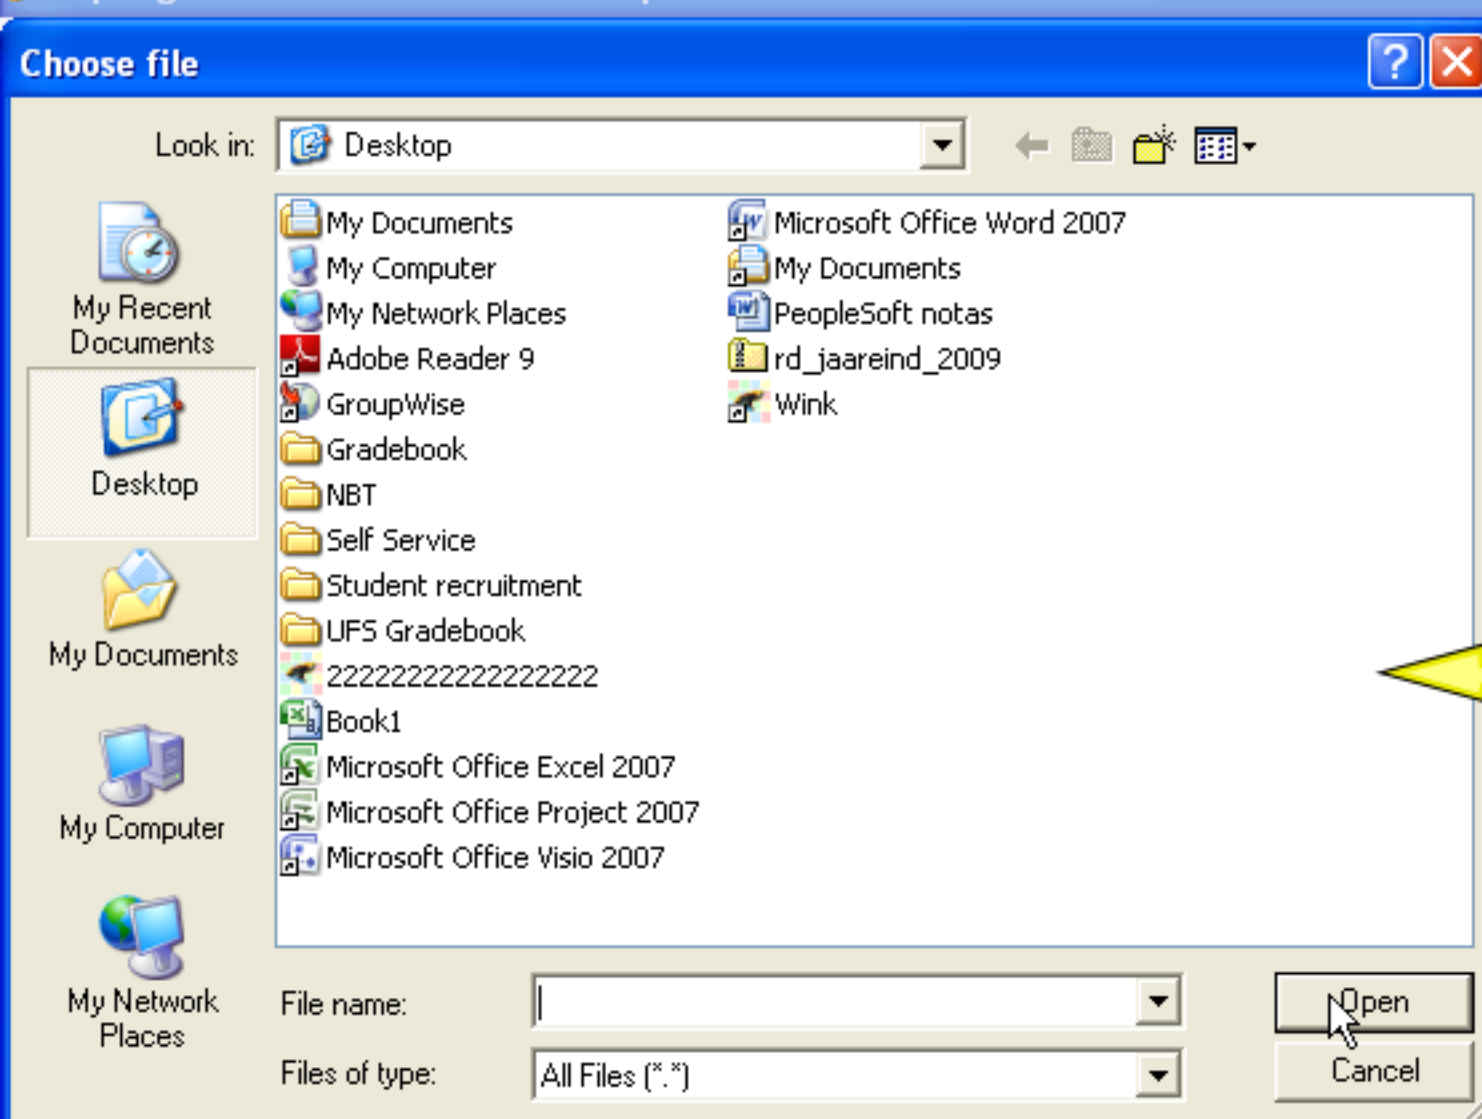 Choose file
Look in: Desktop
My Recent
Documents
Desktop
My Documents
My Computer
My Network
Places
My Documents
My Computer
My Network Places
Adobe Reader 9
GroupWise
Gradebook
NBT
Self Service
Student recruitment
UFS Gradebook
22222222222222222
Book1
Microsoft Office Excel 2007
Microsoft Office Project 2007
Microsoft Office Visio 2007
Microsoft Office Word 2007
My Documents
PeopleSoft notas
rd_jaareind_2009
Wink
File name:
Open
Files of type: All Files (*.*)
Cancel